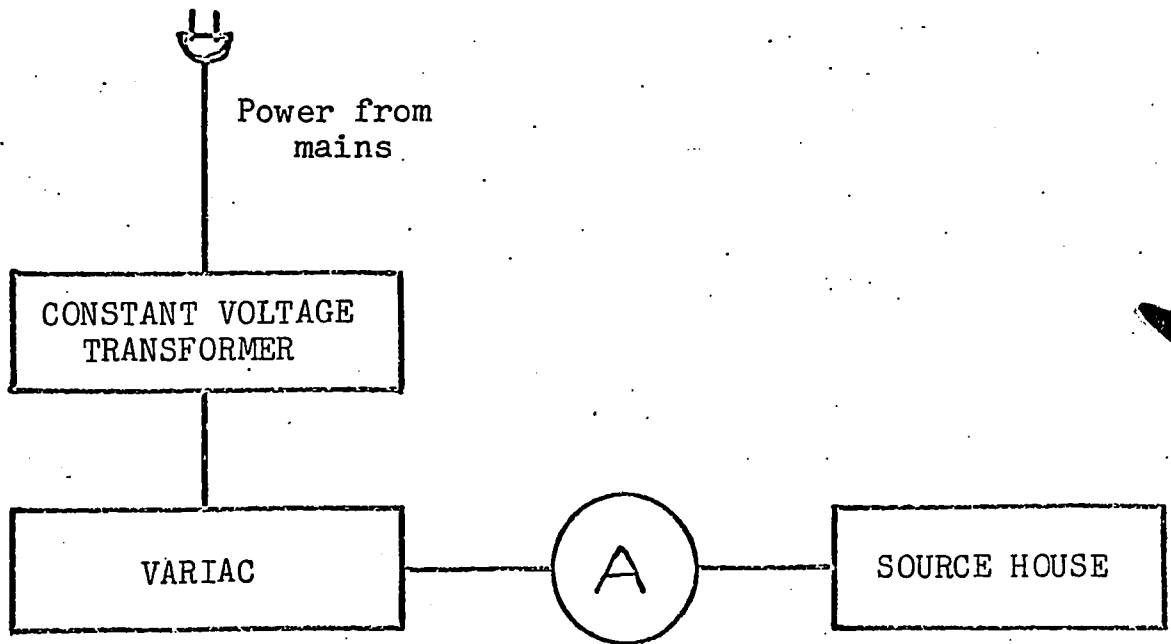 Power from
mains
CONSTANT VOLTAGE
TRANSFORMER
VARIAC
A
SOURCE HOUSE